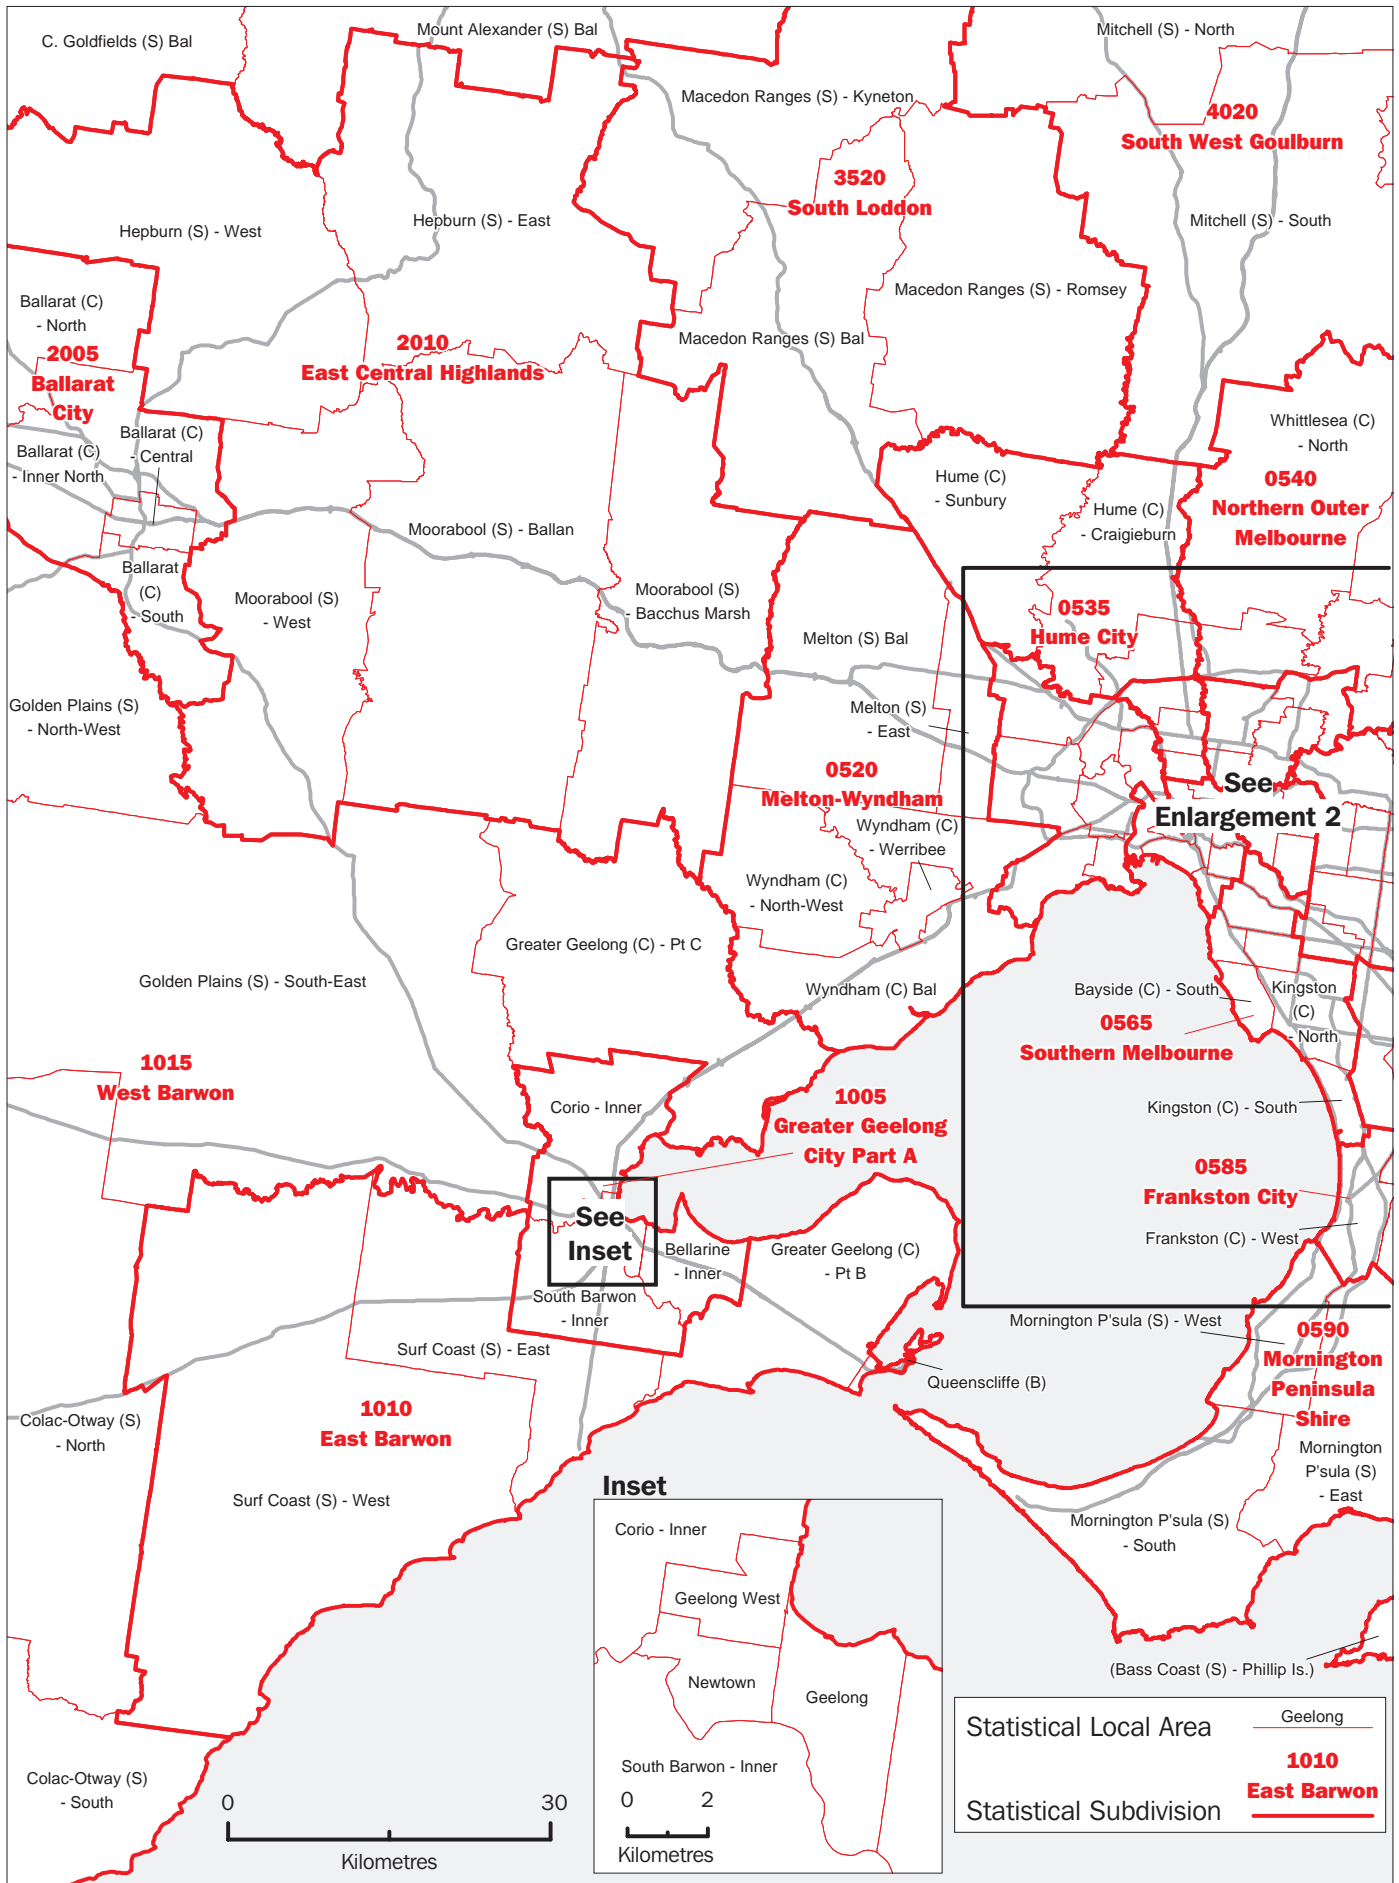 C. Goldfields (S) Bal
Mount Alexander (S) Bal
Mitchell (S) - North
Macedon Ranges (S) - Kyneton
4020
South West Goulburn
3520
South Loddon
Hepburn (S) - West
Hepburn (S) - East
Mitchell (S) - South
Ballarat (C)
- North
Macedon Ranges (S) - Romsey
Macedon Ranges (S) Bal
2005
Ballarat
City
2010
East Central Highlands
Whittlesea (C)
- North
Ballarat (C)
- Central
Ballarat (C)
- Inner North
0540
Northern Outer
Melbourne
Hume (C)
- Sunbury
Hume (C)
- Craigieburn
Moorabool (S) - Ballan
Ballarat
(C)
- South
Moorabool (S)
- West
Moorabool (S)
- Bacchus Marsh
0535
Hume City
Melton (S) Bal
Golden Plains (S)
- North-West
Melton (S)
- East
0520
Melton-Wyndham
See
Enlargement 2
Wyndham (C)
- Werribee
Wyndham (C)
- North-West
Greater Geelong (C) - Pt C
Golden Plains (S) - South-East
Wyndham (C) Bal
Bayside (C) - South
Kingston
(C)
- North
0565
Southern Melbourne
1015
West Barwon
Corio - Inner
1005
Greater Geelong
City Part A
Kingston (C) - South
0585
Frankston City
See
Inset
Frankston (C) - West
Bellarine
- Inner
Greater Geelong (C)
- Pt B
South Barwon
- Inner
Mornington P'sula (S) - West
0590
Mornington
Peninsula
Shire
Surf Coast (S) - East
Queenscliffe (B)
Colac-Otway (S)
- North
1010
East Barwon
Mornington
P'sula (S)
- East
Surf Coast (S) - West
Mornington P'sula (S)
- South
Inset
Corio - Inner
Geelong West
Newtown
Geelong
South Barwon - Inner
0 2
Kilometres
(Bass Coast (S) - Phillip Is.)
Colac-Otway (S)
- South
0 30
Kilometres
Statistical Local Area
Geelong
1010
East Barwon
Statistical Subdivision